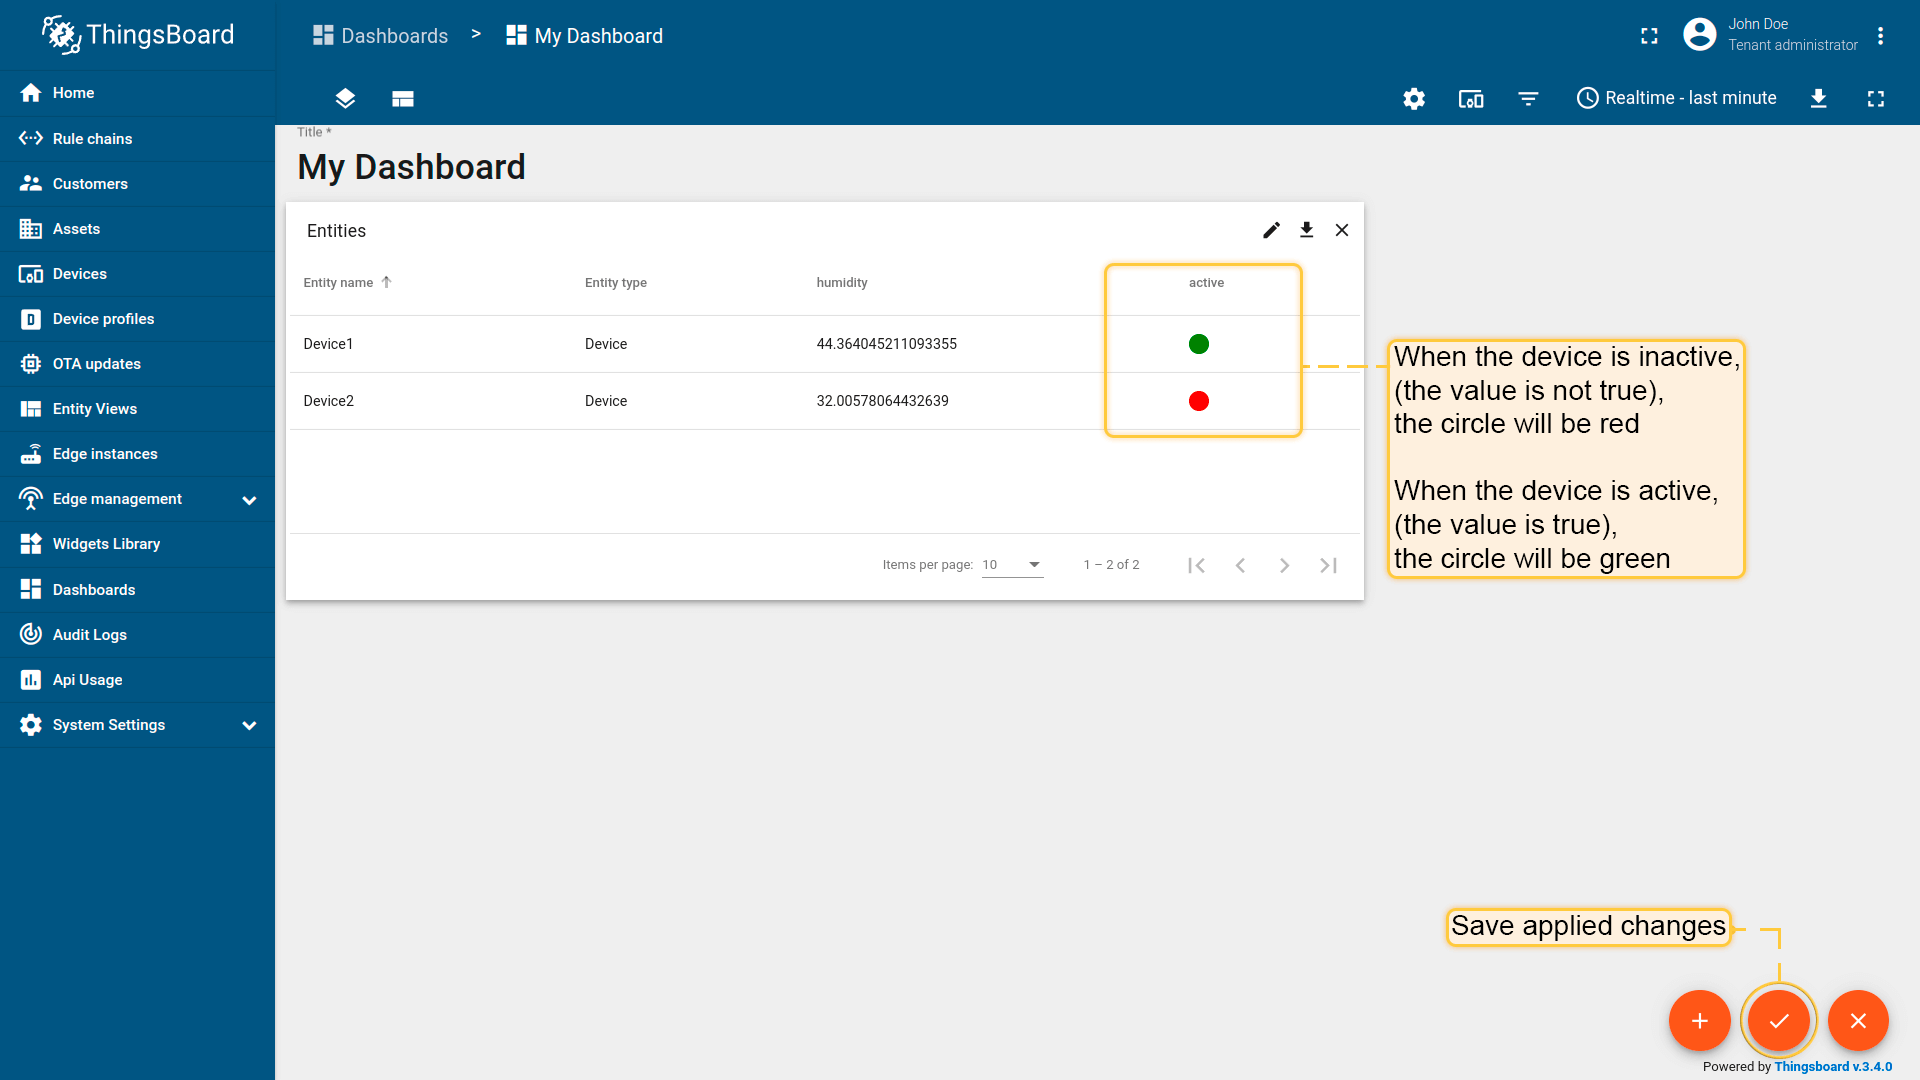 ThingsBoard
Dashboards > My Dashboard
John Doe
Tenant administrator
Realtime - last minute
Home
Rule chains
Customers
Assets
Devices
Device profiles
OTA updates
Entity Views
Edge instances
Edge management
Widgets Library
Dashboards
Audit Logs
Api Usage
System Settings
Title *
My Dashboard
Entities
Entity name Entity type humidity active
Device1 Device 44.364045211093355
Device2 Device 32.00578064432639
Items per page: 10 1 – 2 of 2
When the device is inactive,
(the value is not true),
the circle will be red
When the device is active,
(the value is true),
the circle will be green
Save applied changes
Powered by Thingsboard v.3.4.0